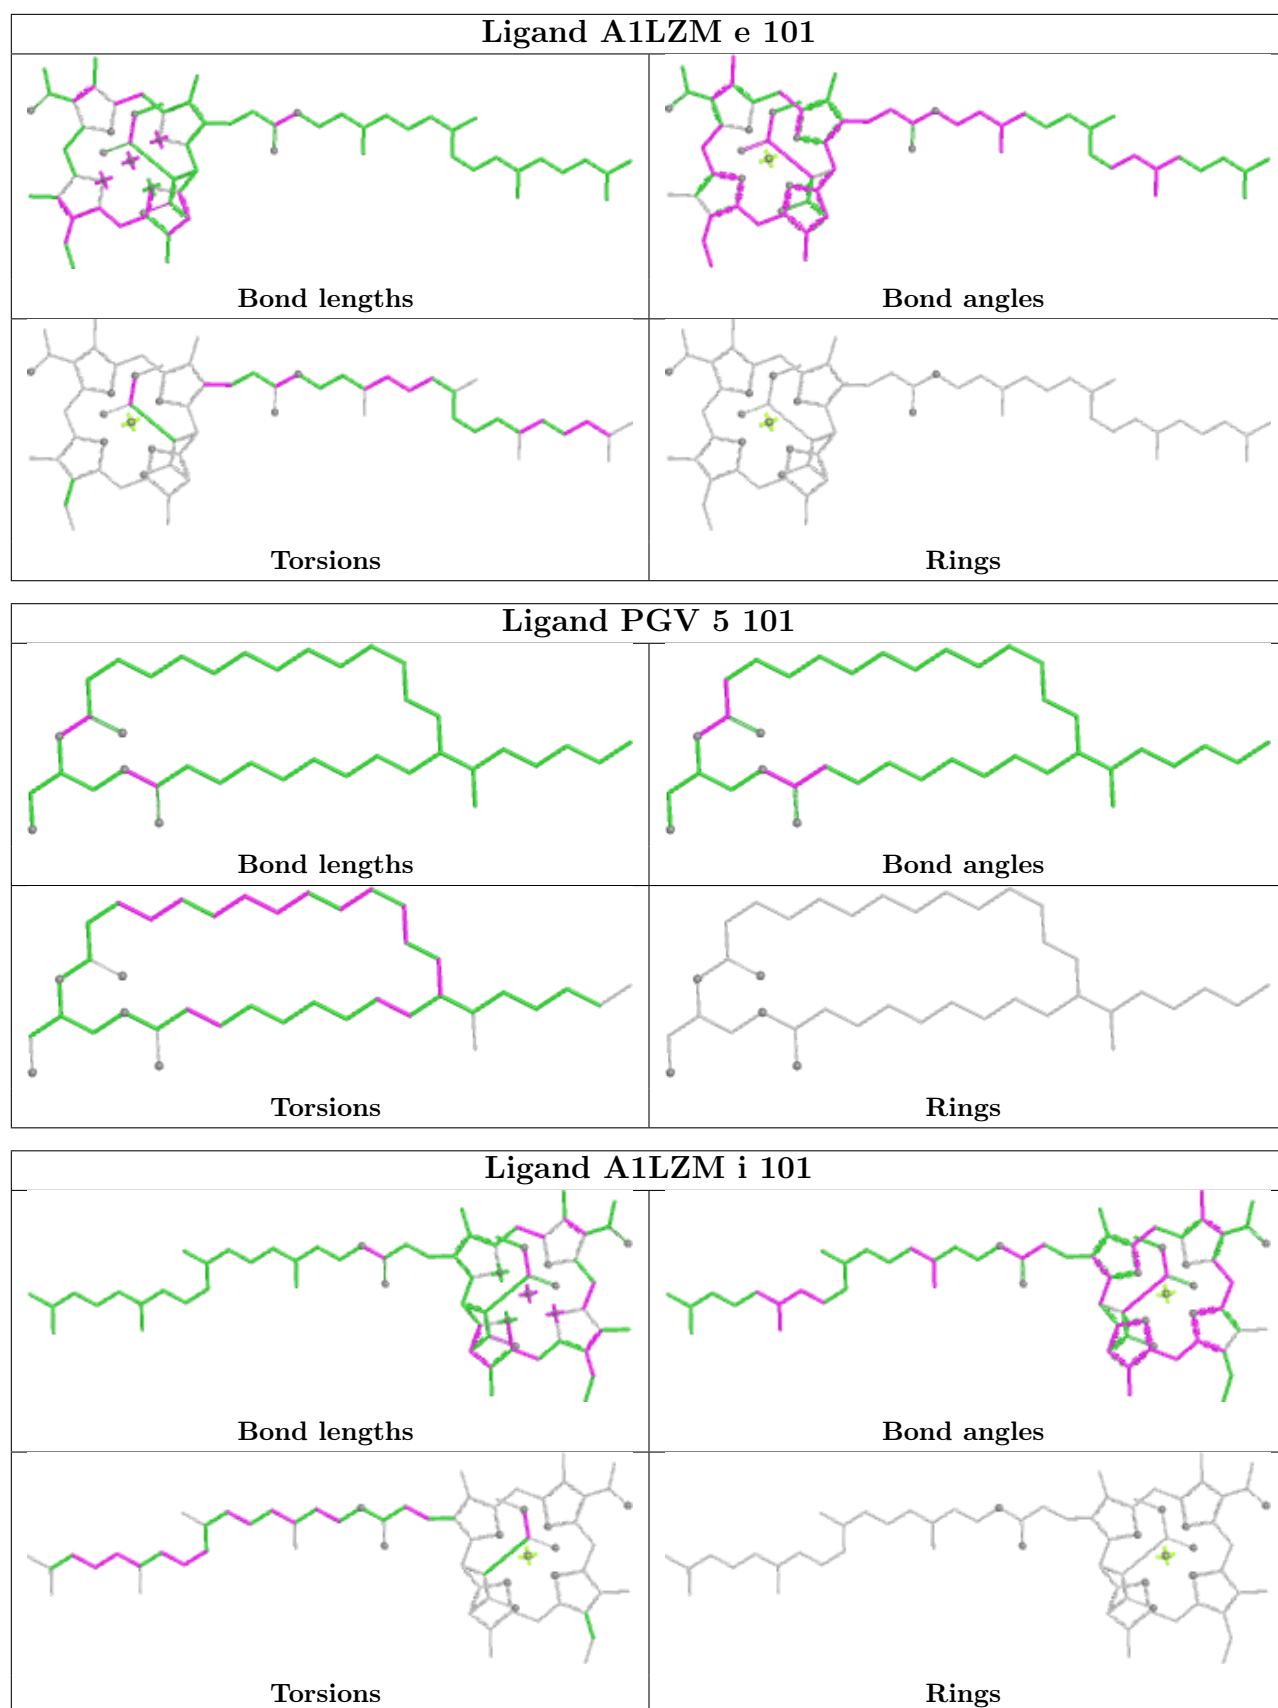 Ligand A1LZM e 101
Bond lengths
Bond angles
Torsions
Rings
Ligand PGV 5 101
Bond lengths
Bond angles
Torsions
Rings
Ligand A1LZM i 101
Bond lengths
Bond angles
Torsions
Rings